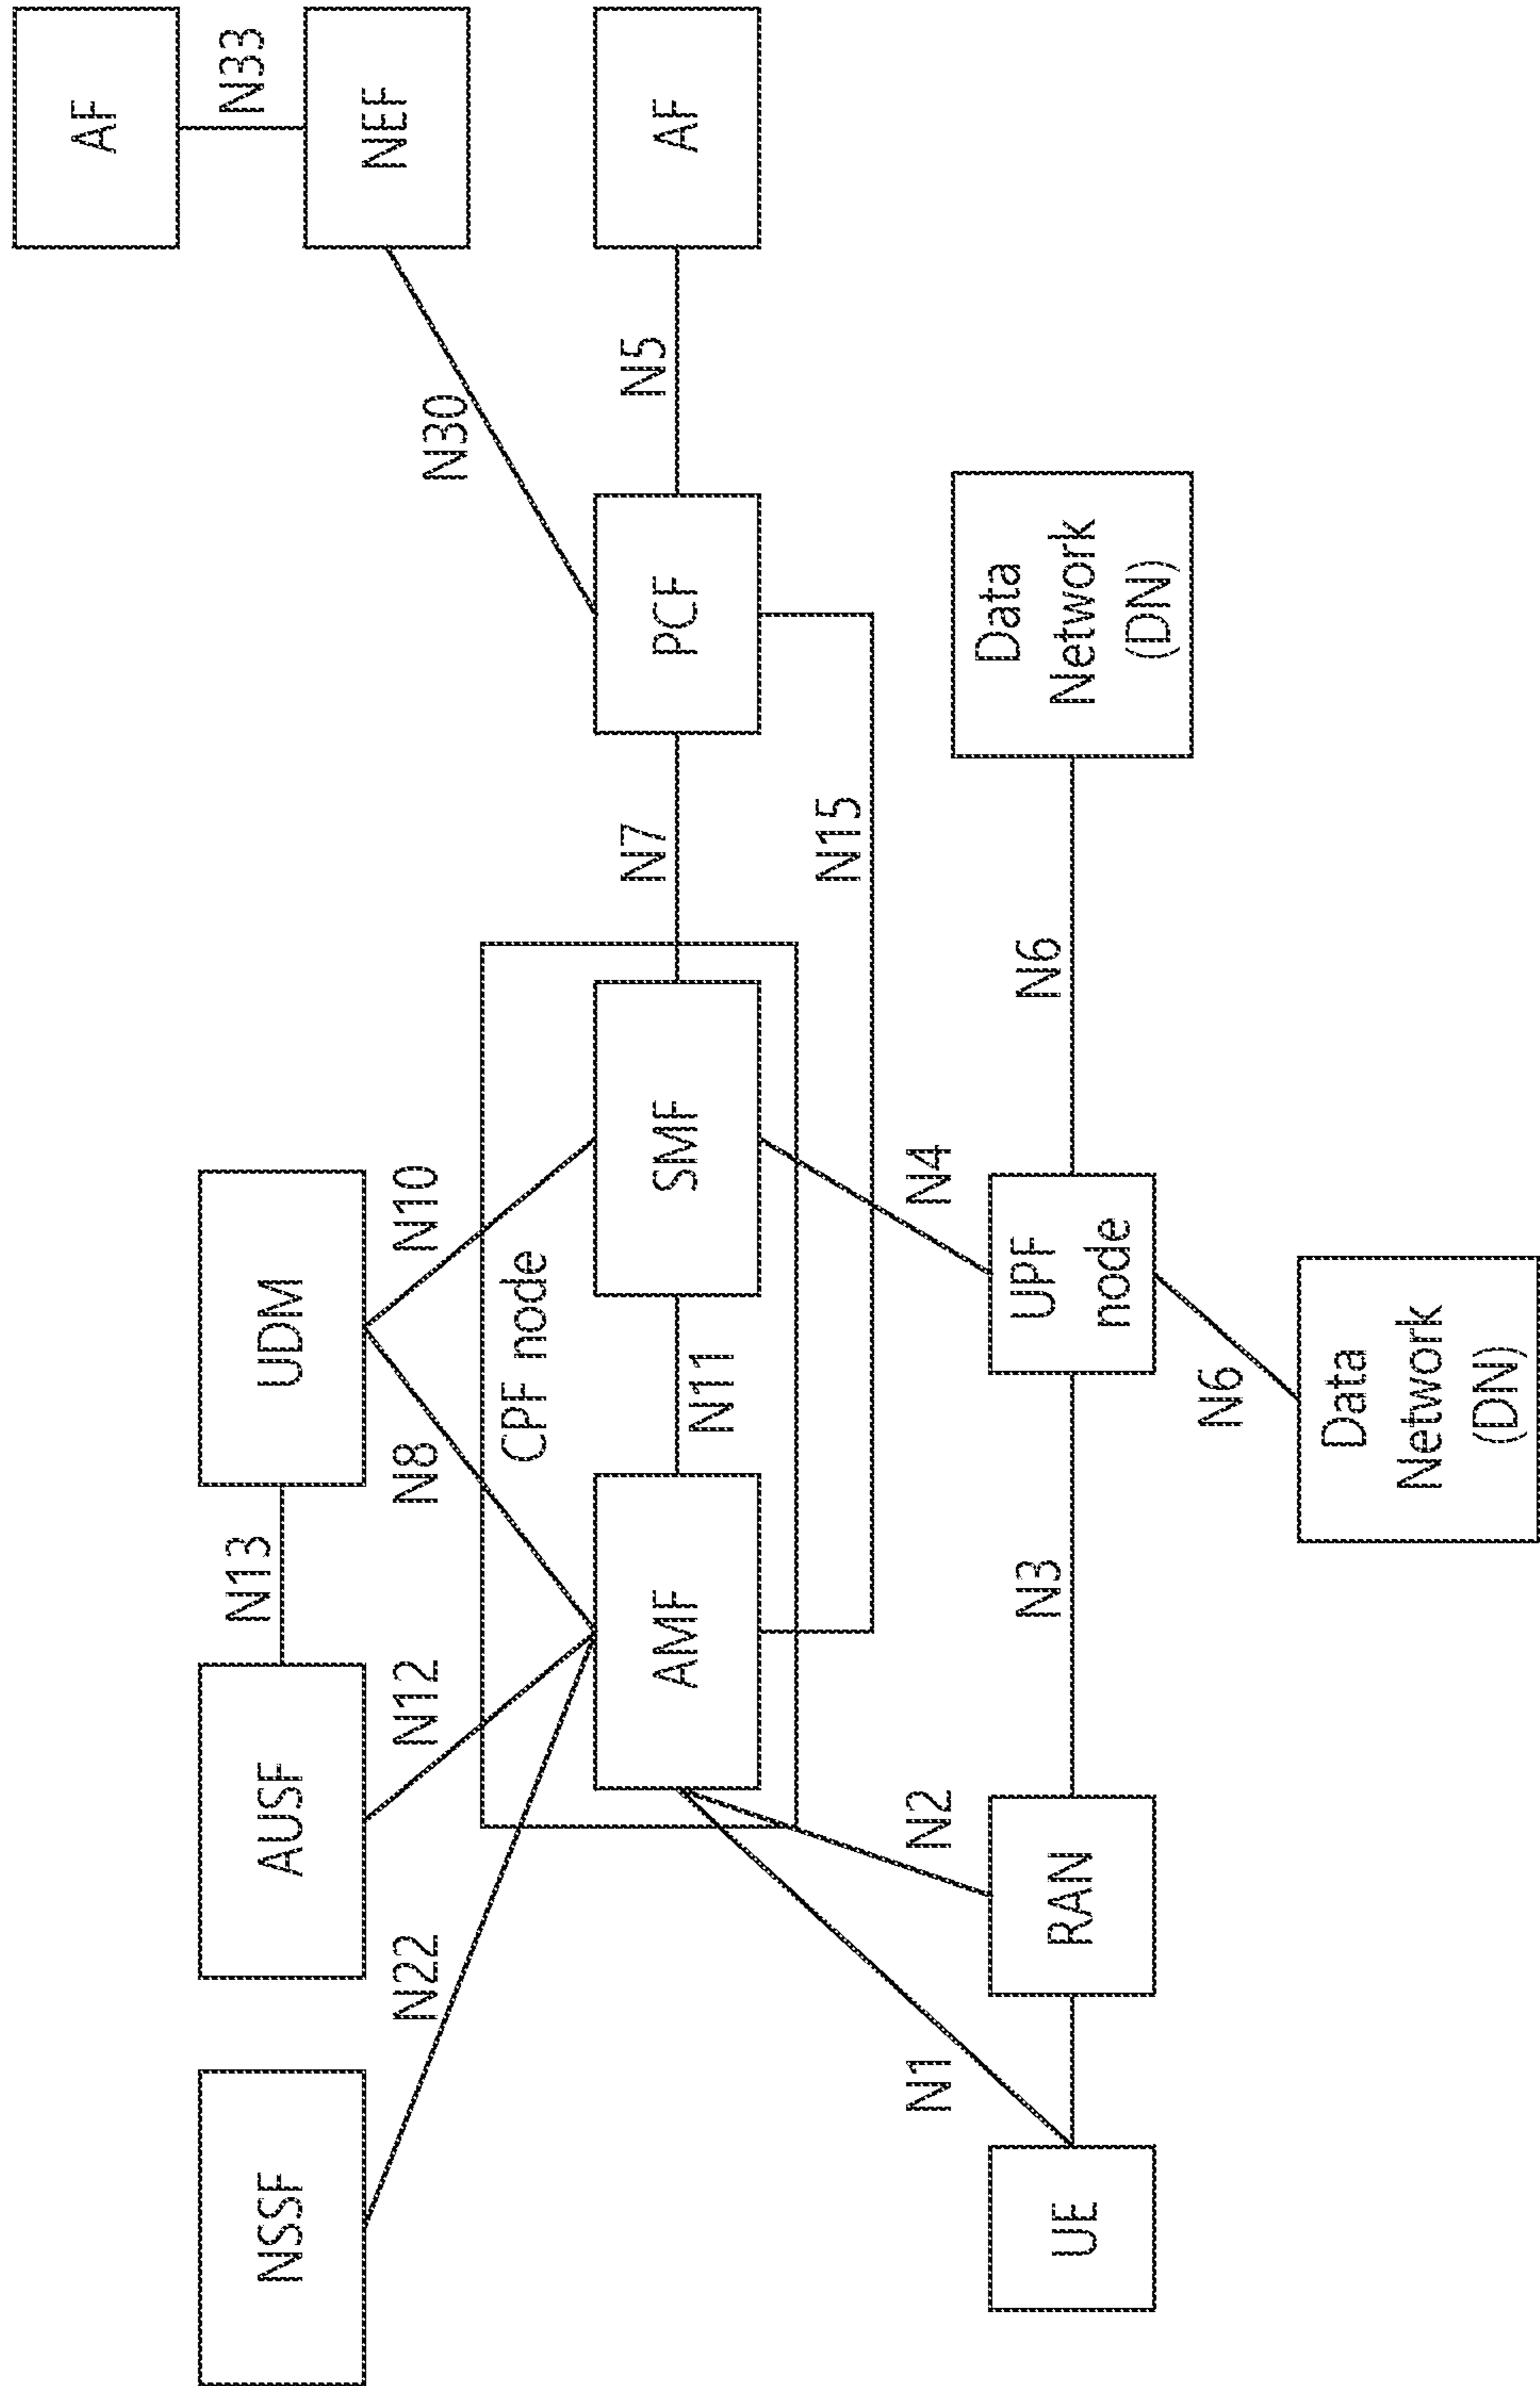 AF
N33
N13
NSSF
AUSF
UDM
NEF
N22
N12
N8
N10
N30
CPF node
N7
N5
AMF
SMF
PCF
AF
N11
N15
N1
N2
N4
UE
RAN
N3
UPF
node
N6
Data
Network
(DN)
N6
Data
Network
(DN)